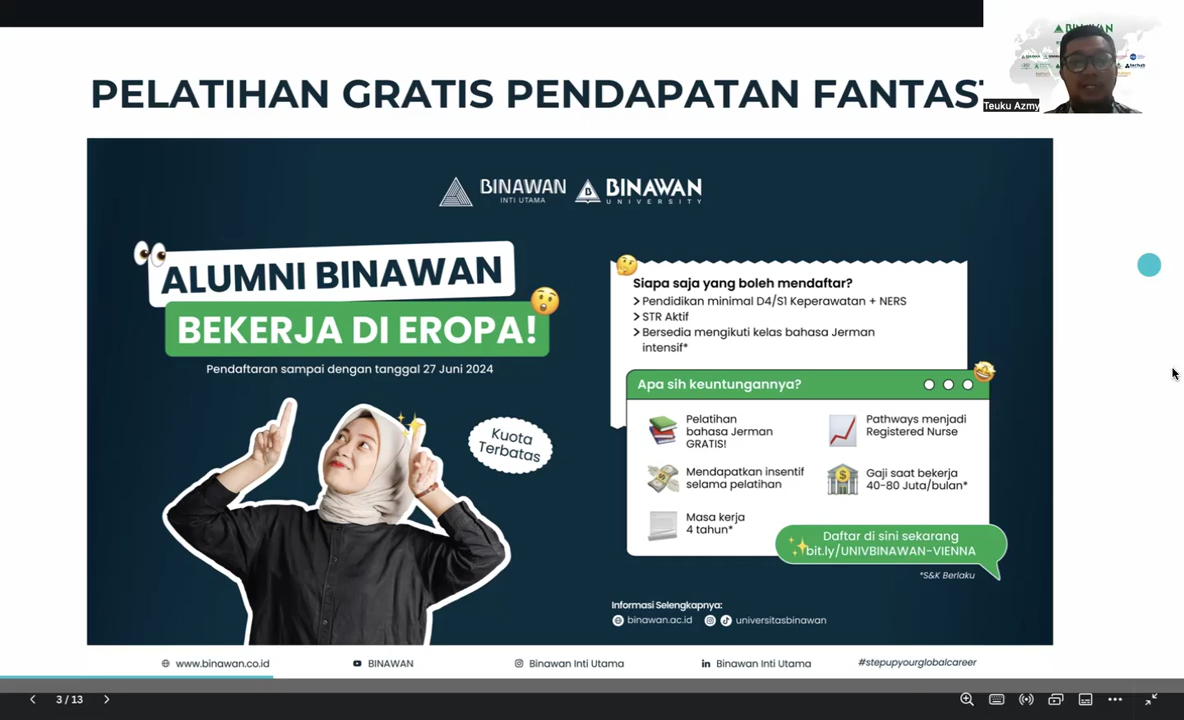 PELATIHAN GRATIS PENDAPATAN FANTAS
BINAWAN
Teuku Azmy
BINAWAN
INTI UTAMA
BINAWAN
UNIVERSITY
ALUMNI BINAWAN
BEKERJA DI EROPA!
Pendaftaran sampai dengan tanggal 27 Juni 2024
Kuota
Terbatas
Siapa saja yang boleh mendaftar?
Pendidikan minimal D4/S1 Keperawatan + NERS
STR Aktif
Bersedia mengikuti kelas bahasa Jerman
intensif*
Apa sih keuntungannya?
Pelatihan
bahasa Jerman
GRATIS!
Pathways menjadi
Registered Nurse
Mendapatkan insentif
selama pelatihan
Gaji saat bekerja
40-80 Juta/bulan*
Masa kerja
4 tahun*
Daftar di sini sekarang
bit.ly/UNIVBINAWAN-VIENNA
*S&K Berlaku
Informasi Selengkapnya:
binawan.ac.id
universitasbinawan
www.binawan.co.id
BINAWAN
Binawan Inti Utama
Binawan Inti Utama
#stepupyourglobalcareer
3 / 13